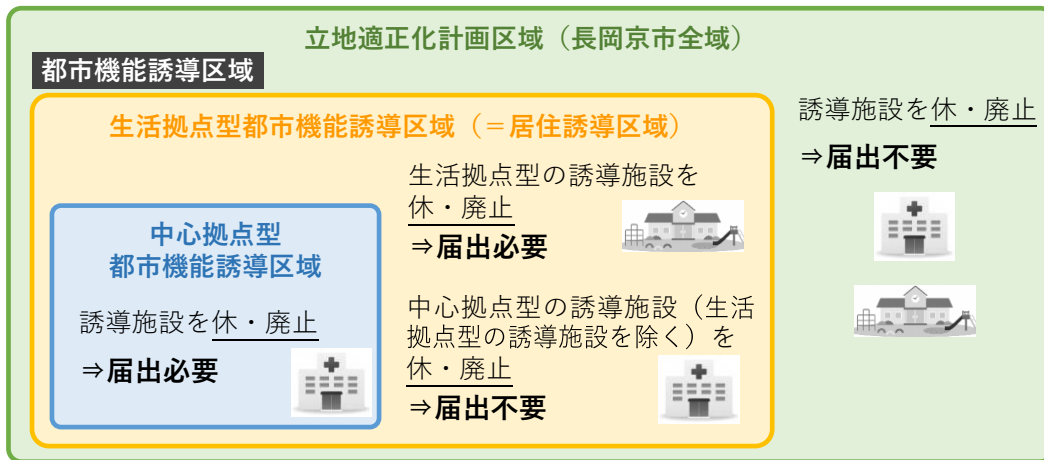 立地適正化計画区域（長岡京市全域）
都市機能誘導区域
生活拠点型都市機能誘導区域（＝居住誘導区域）
中心拠点型
都市機能誘導区域
誘導施設を休・廃止
⇒届出必要
生活拠点型の誘導施設を
休・廃止
⇒届出必要
中心拠点型の誘導施設（生活
拠点型の誘導施設を除く）を
休・廃止
⇒届出不要
誘導施設を休・廃止
⇒届出不要